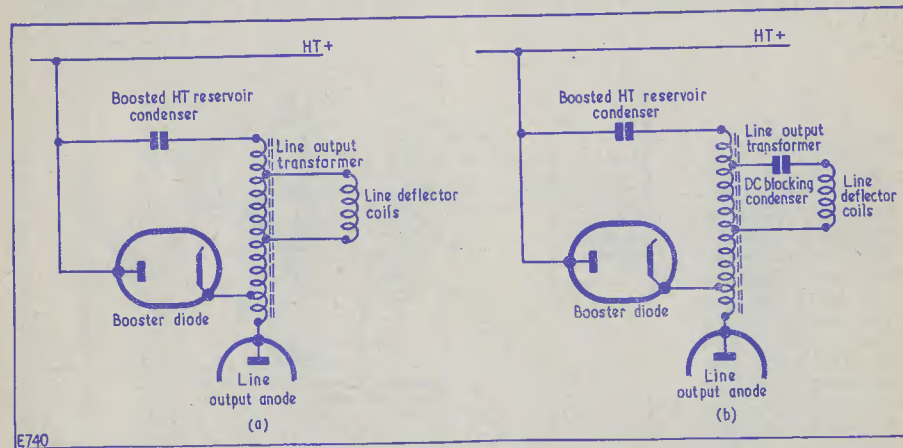 HT+
Boosted HT reservoir
condenser
Line output
transformer
Line deflector
coils
Booster diode
Line
output anode
(a)
HT+
Boosted HT reservoir
condenser
Line output
transformer
DC blocking
condenser
Line
deflector
coils
Booster diode
Line
output anode
(b)
E740